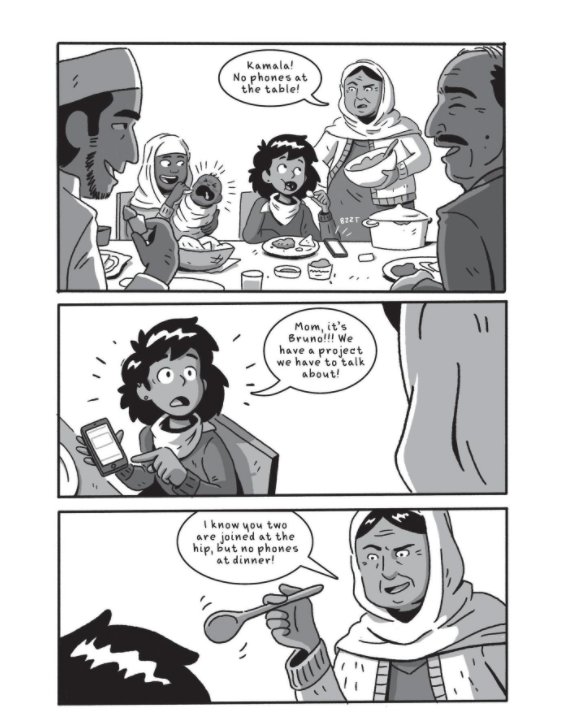 Kamala!
No phones at
the table!
BZZT
Mom, it's
Bruno!!! We
have a project
we have to talk
about!
I know you two
are joined at the
hip, but no phones
at dinner!